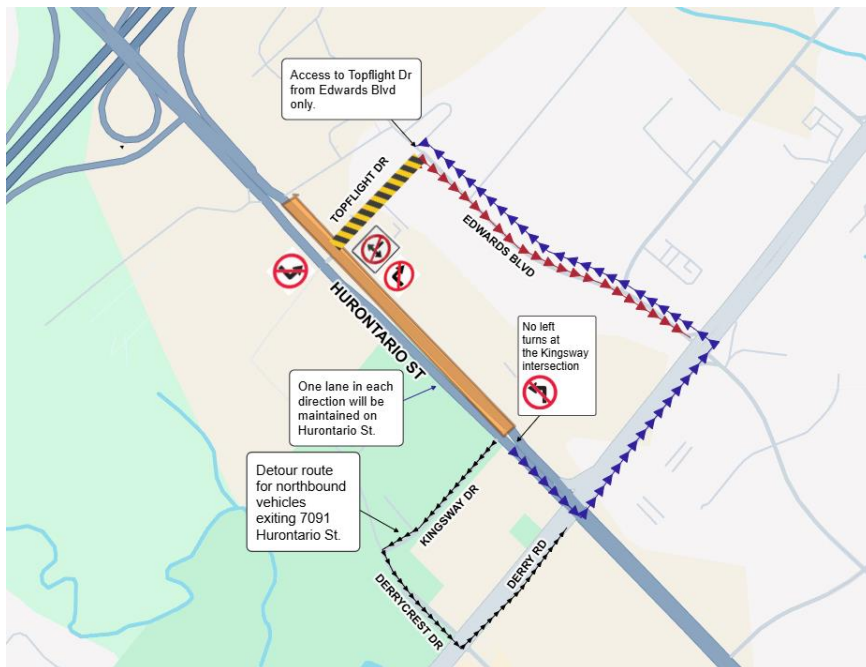 Access to Topflight Dr
from Edwards Blvd
only.
TOPFLIGHT DR
EDWARDS BLVD
HURONTARIO ST
No left
turns at
the Kingsway
intersection
One lane in each
direction will be
maintained on
Hurontario St.
Detour route
for northbound
vehicles
exiting 7091
Hurontario St.
KINGSWAY DR
DERRY RD
DERRYCREST DR